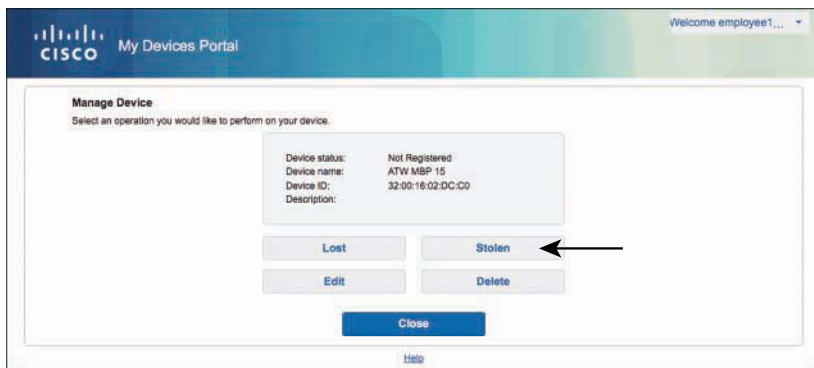 Welcome employee1...
CISCO My Devices Portal
Manage Device
Select an operation you would like to perform on your device.
Device status: Not Registered
Device name: ATW MBP 15
Device ID: 32:00:16:02:DC:C0
Description:
Lost Stolen
Edit Delete
Close
Help